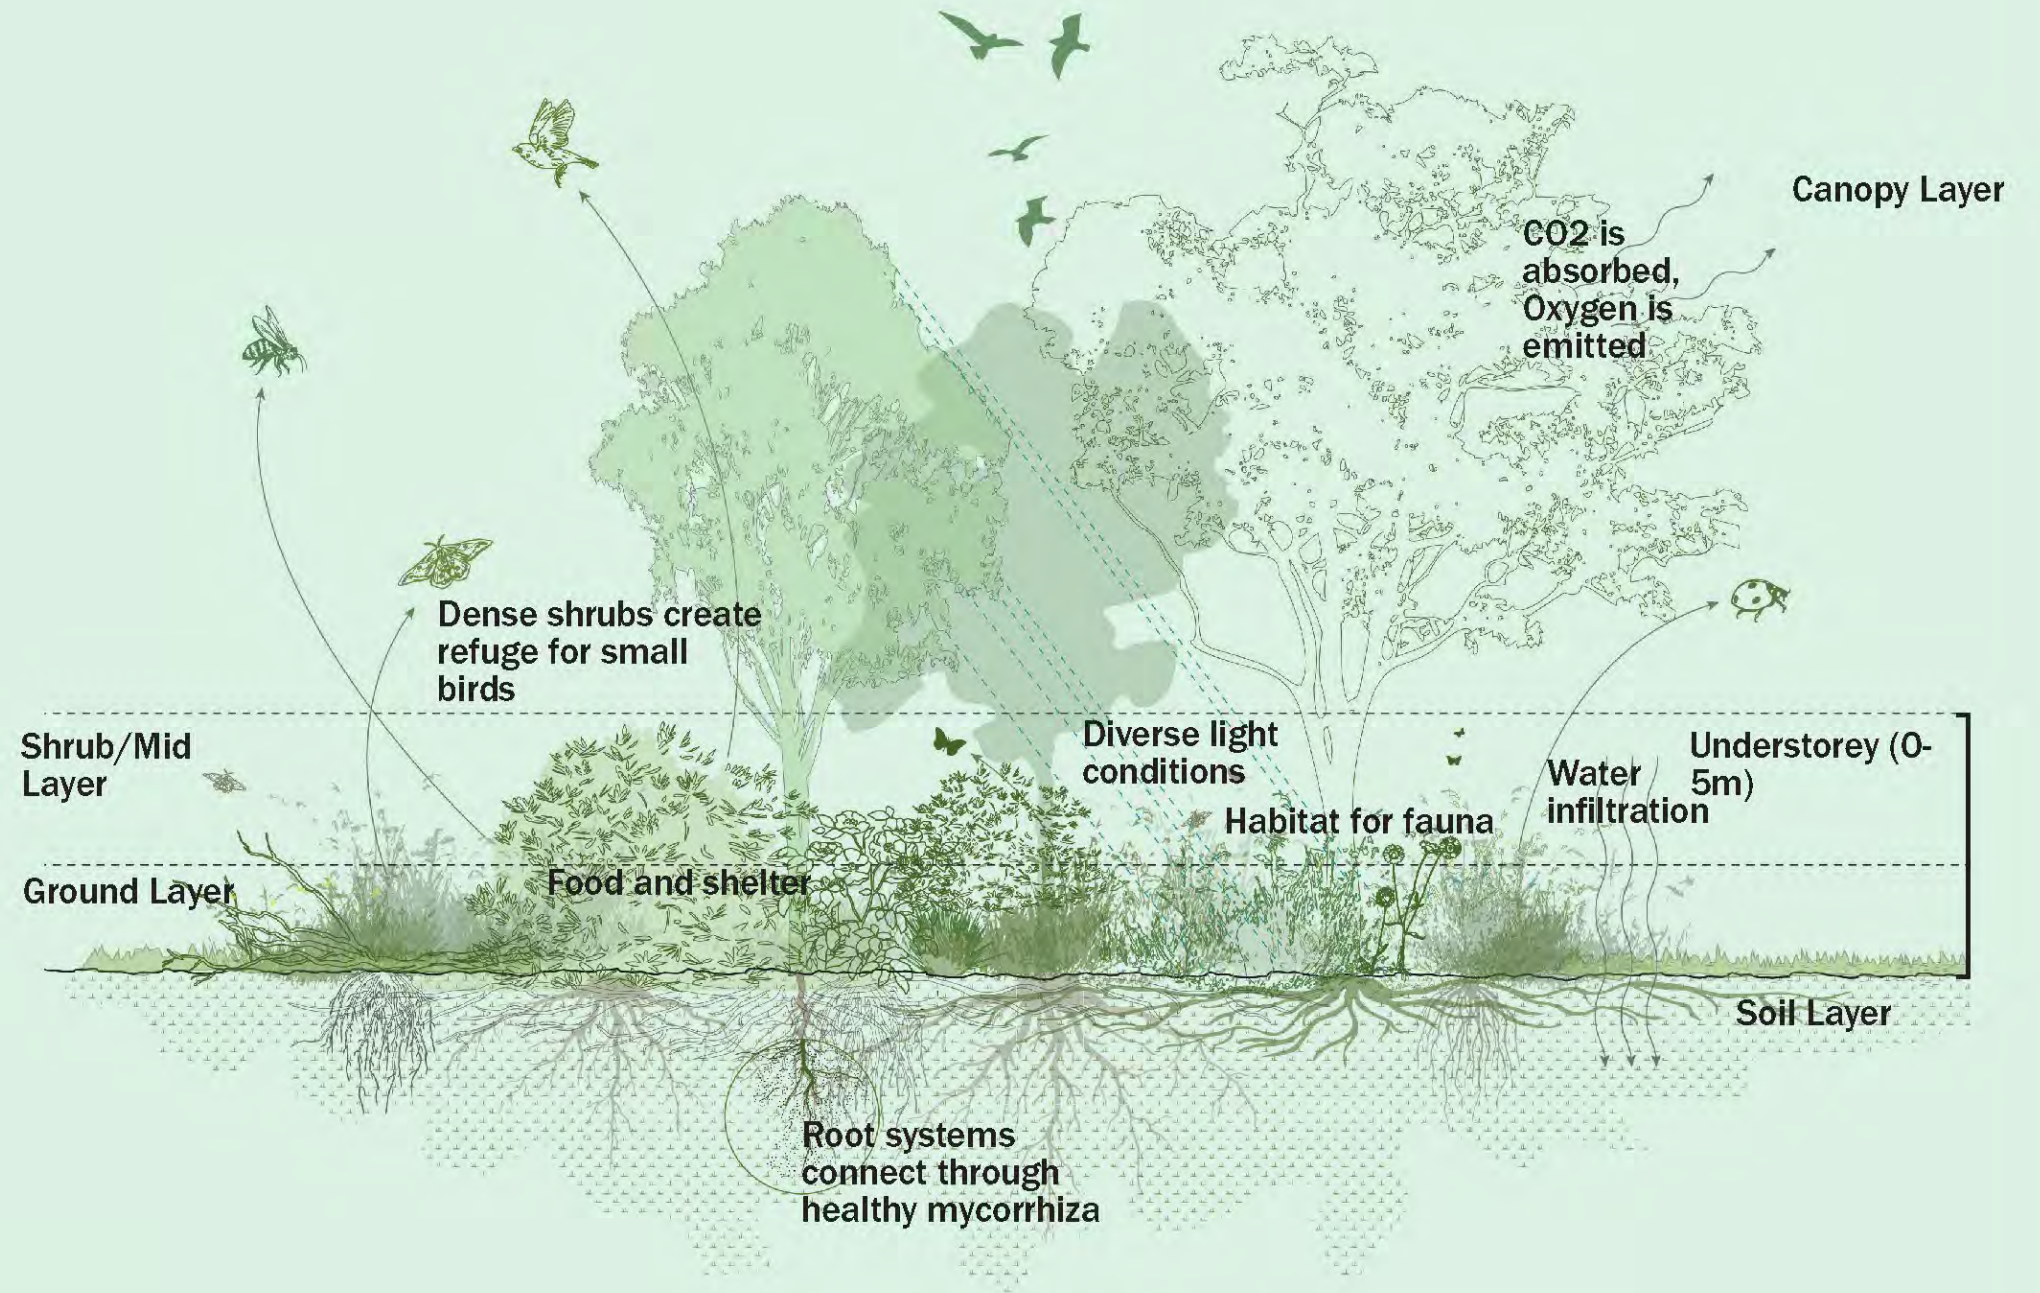 Canopy Layer
CO2 is
absorbed,
Oxygen is
emitted
Dense shrubs create
refuge for small
birds
Shrub/Mid
Layer
Diverse light
conditions
Understorey (0-
5m)
Water
infiltration
Habitat for fauna
Ground Layer
Food and shelter
Soil Layer
Root systems
connect through
healthy mycorrhiza